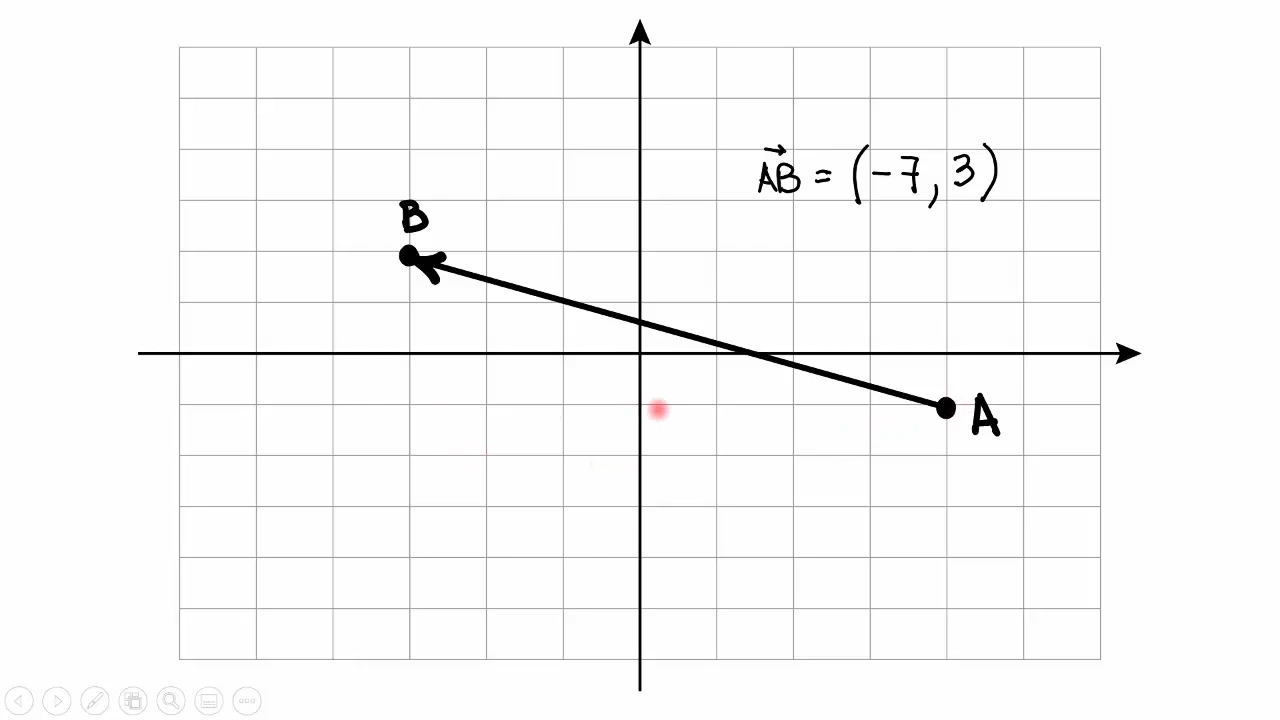 AB = (-7, 3)
B
A